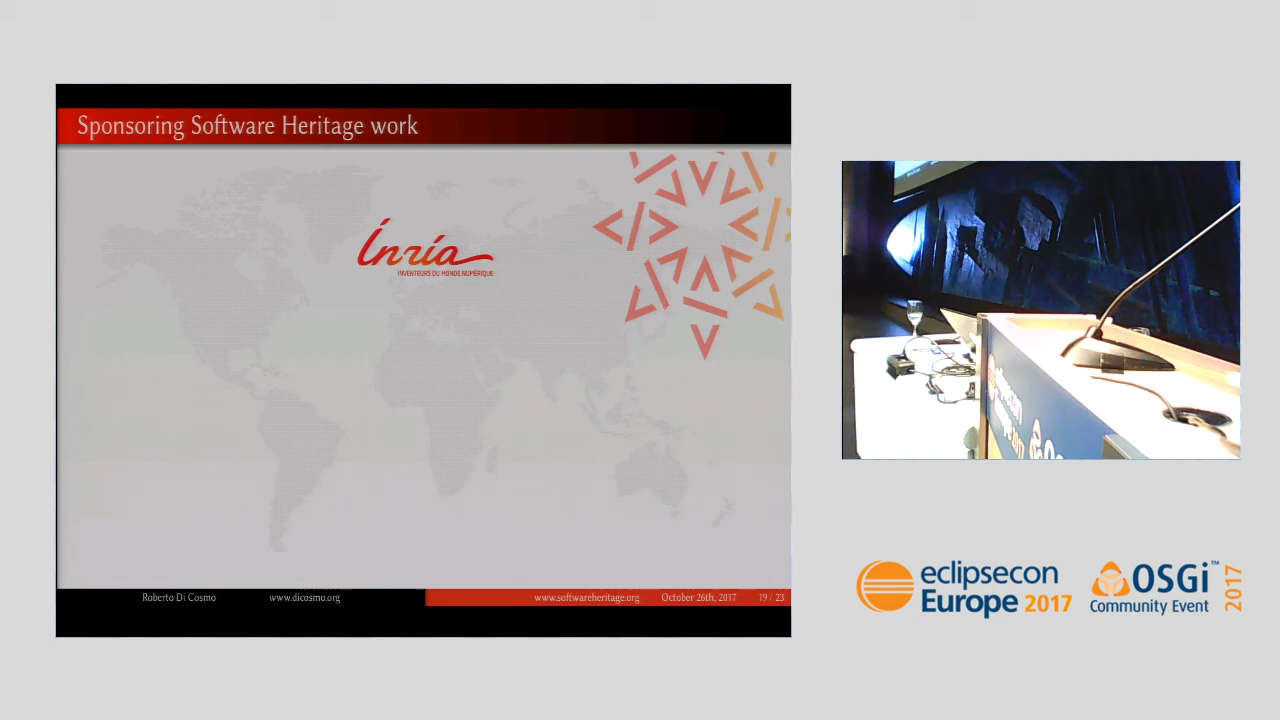 Sponsoring Software Heritage work
Inria
INVENTEURS DU MONDE NUMÉRIQUE
Roberto Di Cosmo www.dicosmo.org www.softwareheritage.org October 26th, 2017 19 / 23
eclipsecon
Europe 2017
OSGi™
Community Event
2017